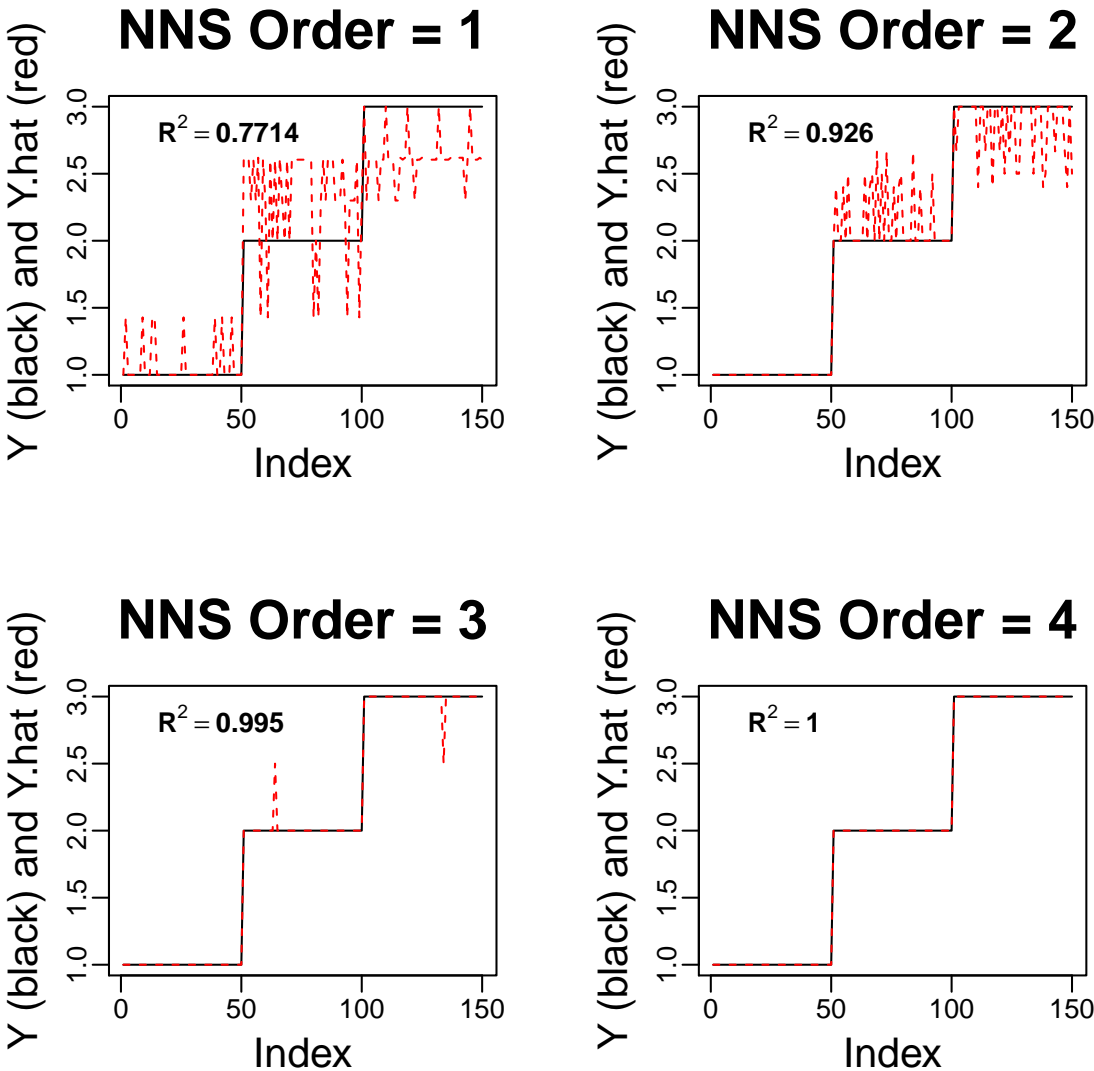 NNS Order = 1
Y (black) and Y.hat (red)
3.0
2.5
2.0
1.5
1.0
R² = 0.7714
0 50 100 150
Index
NNS Order = 2
Y (black) and Y.hat (red)
3.0
2.5
2.0
1.5
1.0
R² = 0.926
0 50 100 150
Index
NNS Order = 3
Y (black) and Y.hat (red)
3.0
2.5
2.0
1.5
1.0
R² = 0.995
0 50 100 150
Index
NNS Order = 4
Y (black) and Y.hat (red)
3.0
2.5
2.0
1.5
1.0
R² = 1
0 50 100 150
Index